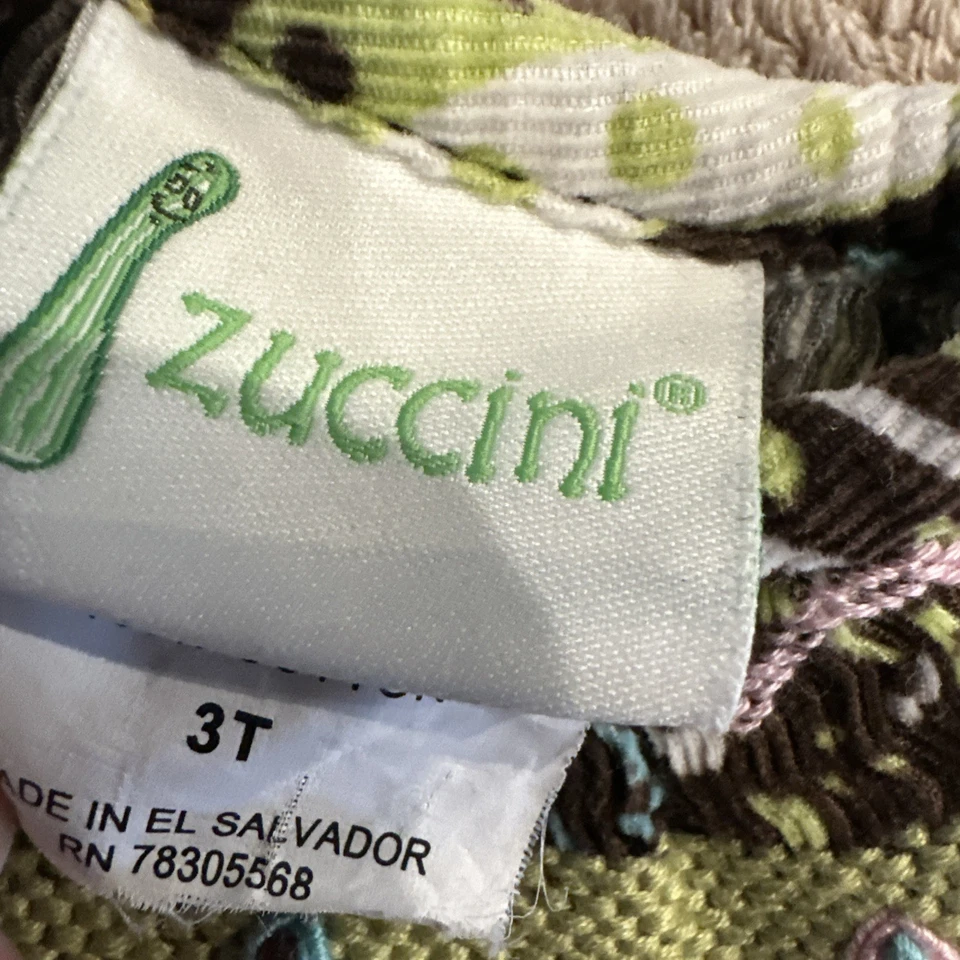 zuccini®
3T
ADE IN EL SALVADOR
RN 78305568